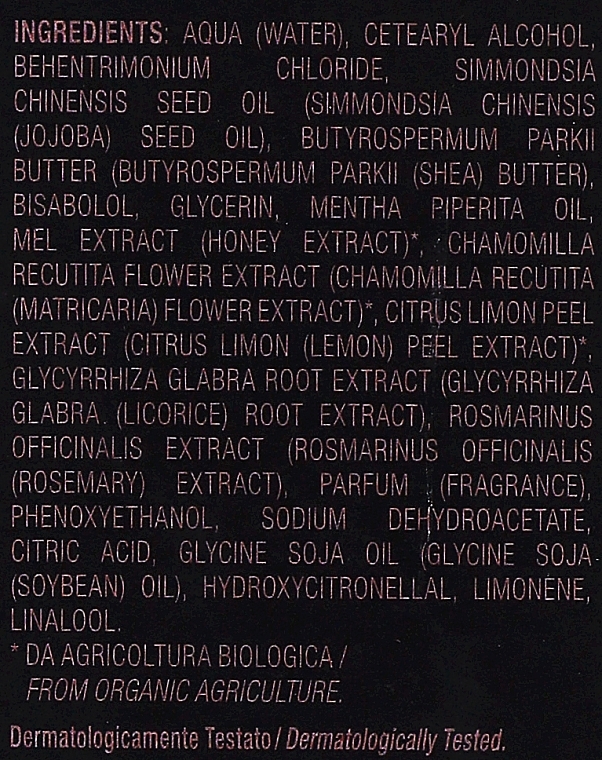 INGREDIENTS: AQUA (WATER), CETEARYL ALCOHOL,
BEHENTRIMONIUM CHLORIDE, SIMMONDSIA
CHINENSIS SEED OIL (SIMMONDSIA CHINENSIS
(JOJOBA) SEED OIL), BUTYROSPERMUM PARKII
BUTTER (BUTYROSPERMUM PARKII (SHEA) BUTTER),
BISABOLOL, GLYCERIN, MENTHA PIPERITA OIL,
MEL EXTRACT (HONEY EXTRACT)*, CHAMOMILLA
RECUTITA FLOWER EXTRACT (CHAMOMILLA RECUTITA
(MATRICARIA) FLOWER EXTRACT)*, CITRUS LIMON PEEL
EXTRACT (CITRUS LIMON (LEMON) PEEL EXTRACT)*,
GLYCYRRHIZA GLABRA ROOT EXTRACT (GLYCYRRHIZA
GLABRA (LICORICE) ROOT EXTRACT), ROSMARINUS
OFFICINALIS EXTRACT (ROSMARINUS OFFICINALIS
(ROSEMARY) EXTRACT), PARFUM (FRAGRANCE),
PHENOXYETHANOL, SODIUM DEHYDROACETATE,
CITRIC ACID, GLYCINE SOJA OIL (GLYCINE SOJA
(SOYBEAN) OIL), HYDROXYCITRONELLAL, LIMONENE,
LINALOOL.
* DA AGRICOLTURA BIOLOGICA /
FROM ORGANIC AGRICULTURE.
Dermatologicamente Testato / Dermatologically Tested.